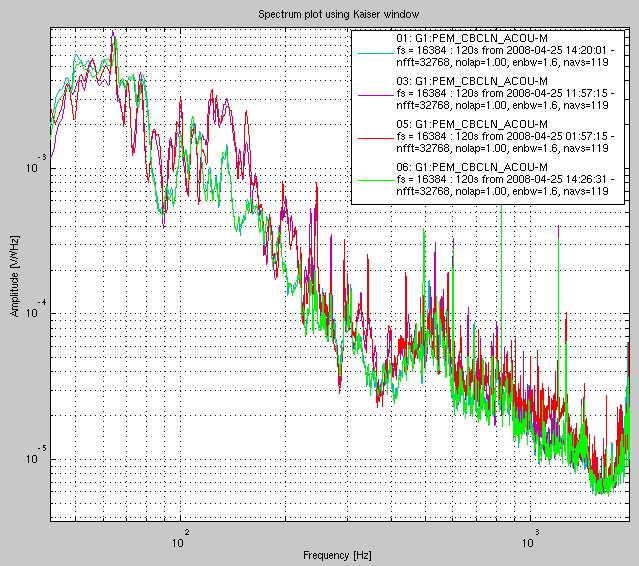 Spectrum plot using Kaiser window
01: G1:PEM_CBCLN_ACOU-M
fs = 16384 : 120s from 2008-04-25 14:20:01 -
nfft=32768, nolap=1.00, enbw=1.6, navs=119
03: G1:PEM_CBCLN_ACOU-M
fs = 16384 : 120s from 2008-04-25 11:57:15 -
nfft=32768, nolap=1.00, enbw=1.6, navs=119
05: G1:PEM_CBCLN_ACOU-M
fs = 16384 : 120s from 2008-04-25 01:57:15 -
nfft=32768, nolap=1.00, enbw=1.6, navs=119
06: G1:PEM_CBCLN_ACOU-M
fs = 16384 : 120s from 2008-04-25 14:26:31 -
nfft=32768, nolap=1.00, enbw=1.6, navs=119
10⁻³
10⁻⁴
10⁻⁵
Amplitude [V/√Hz]
10² 10³
Frequency [Hz]